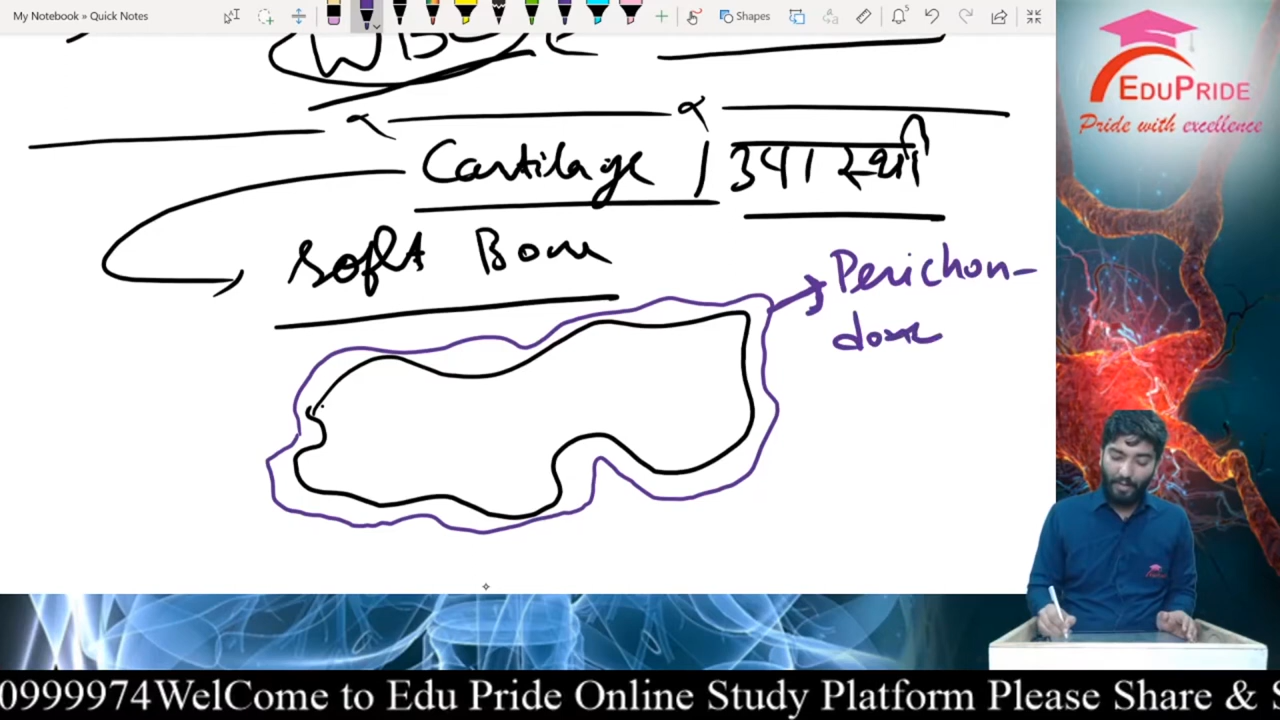 My Notebook » Quick Notes
Shapes
EDUPRIDE
Pride with excellence
Cartilage | उपास्थी
Soft Bone
Perichon-
dome
0999974WelCome to Edu Pride Online Study Platform Please Share & S